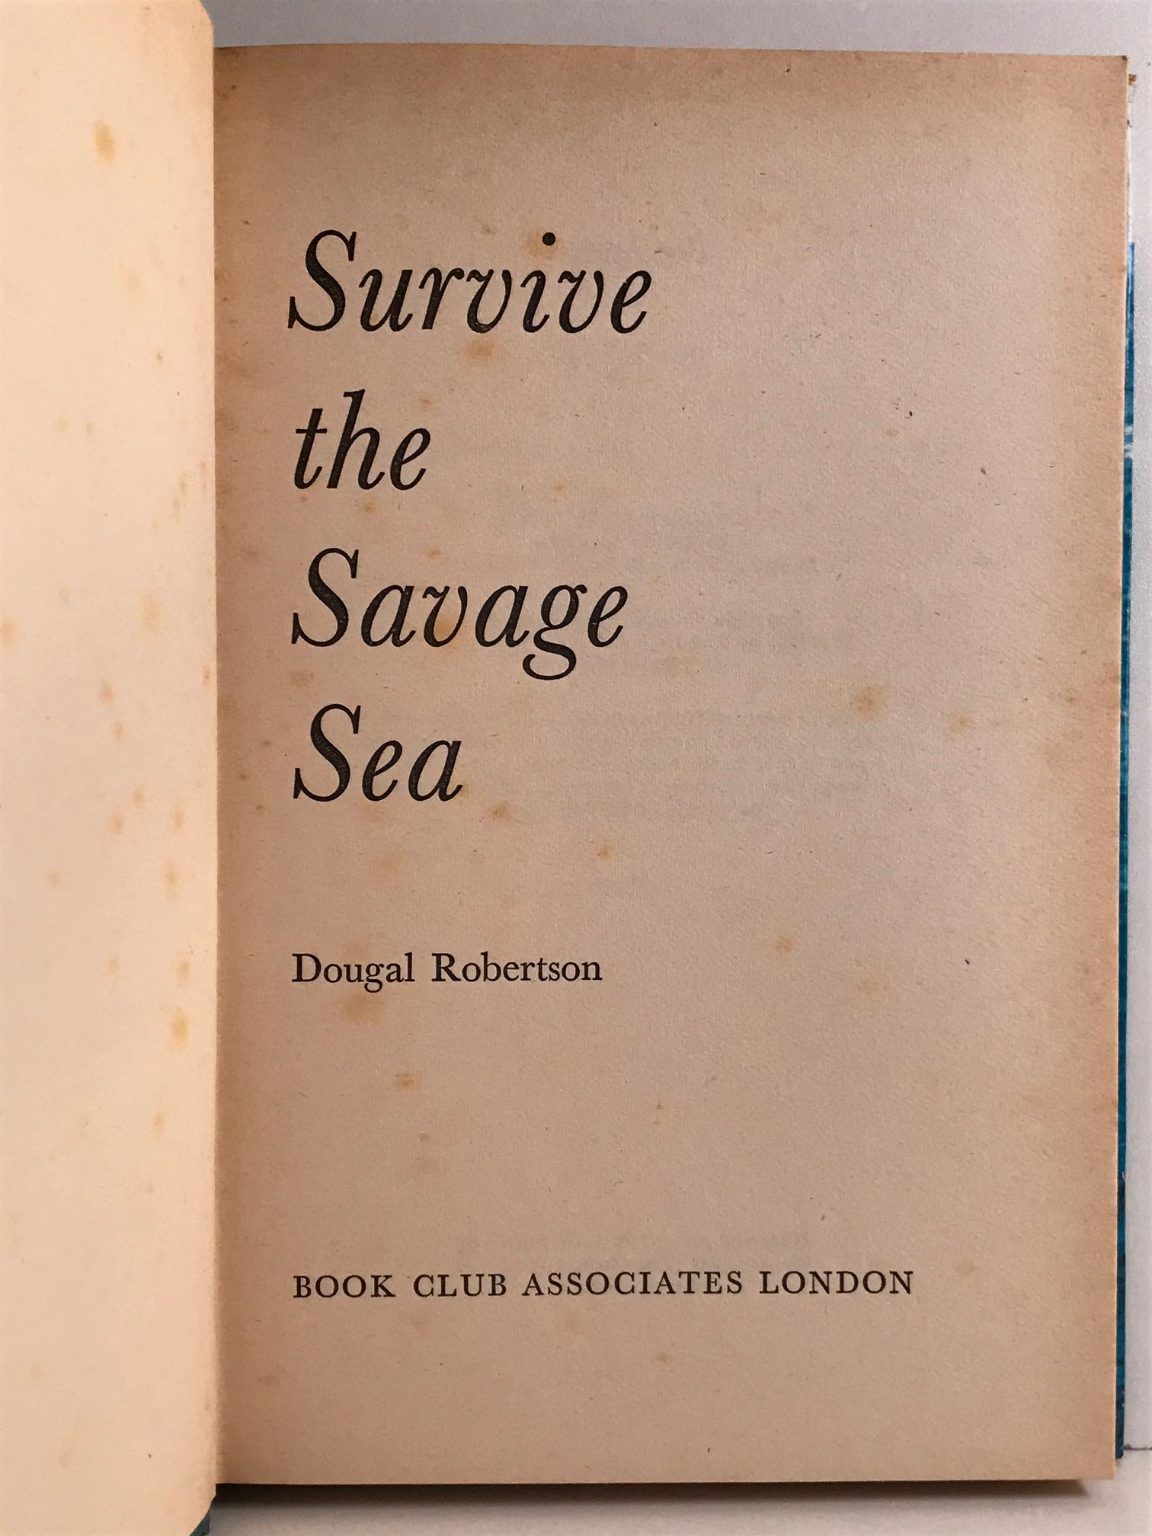 Survive
the
Savage
Sea
Dougal Robertson
BOOK CLUB ASSOCIATES LONDON